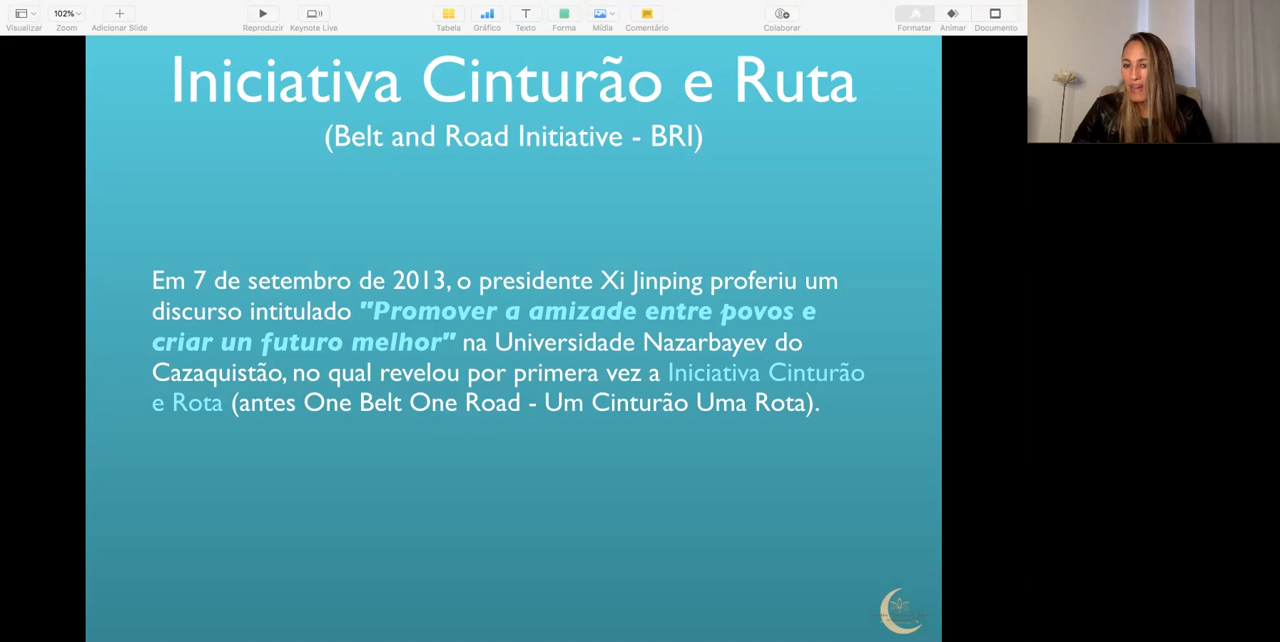 102%
Visualizar
Zoom
Adicionar Slide
Reproduzir
Keynote Live
Tabela
Gráfico
Texto
Forma
Mídia
Comentário
Colaborar
Formatar
Animar
Documento
Iniciativa Cinturão e Ruta
(Belt and Road Initiative - BRI)
Em 7 de setembro de 2013, o presidente Xi Jinping proferiu um
discurso intitulado "Promover a amizade entre povos e
criar un futuro melhor" na Universidade Nazarbayev do
Cazaquistão, no qual revelou por primera vez a Iniciativa Cinturão
e Rota (antes One Belt One Road - Um Cinturão Uma Rota).